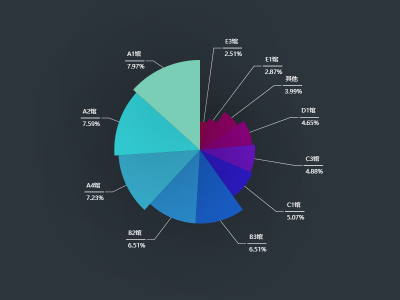 E3馆
2.51%
E1馆
2.87%
其他
3.99%
D1馆
4.65%
C3馆
4.88%
C1馆
5.07%
B3馆
6.51%
B2馆
6.51%
A4馆
7.23%
A2馆
7.59%
A1馆
7.97%